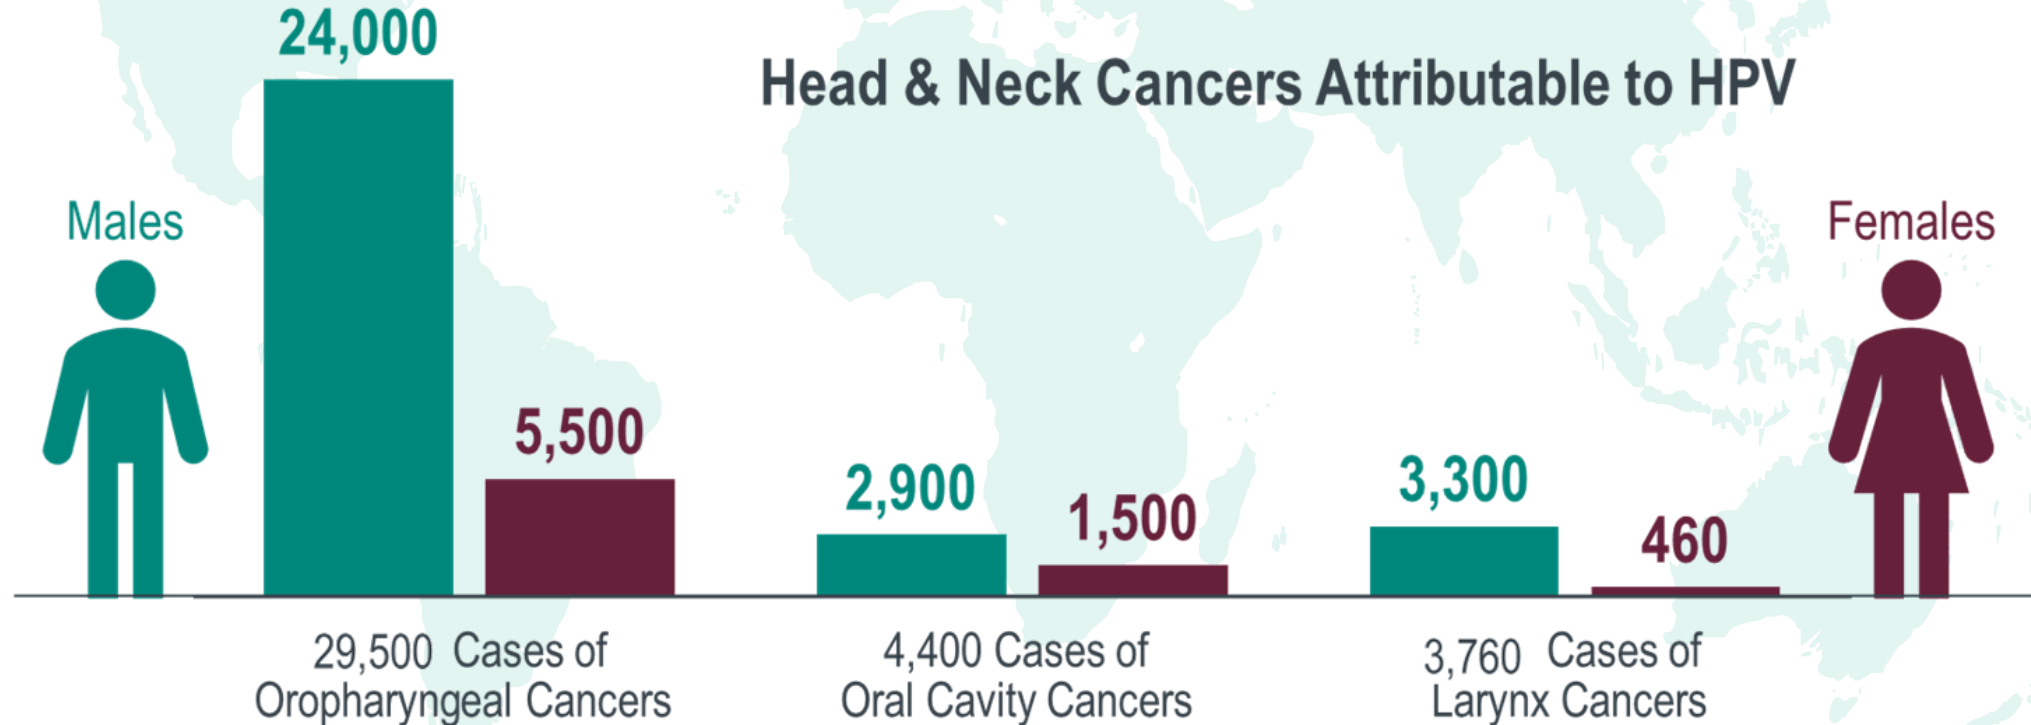 Head & Neck Cancers Attributable to HPV
Males
Females
24,000
5,500
2,900
1,500
3,300
460
29,500 Cases of
Oropharyngeal Cancers
4,400 Cases of
Oral Cavity Cancers
3,760 Cases of
Larynx Cancers